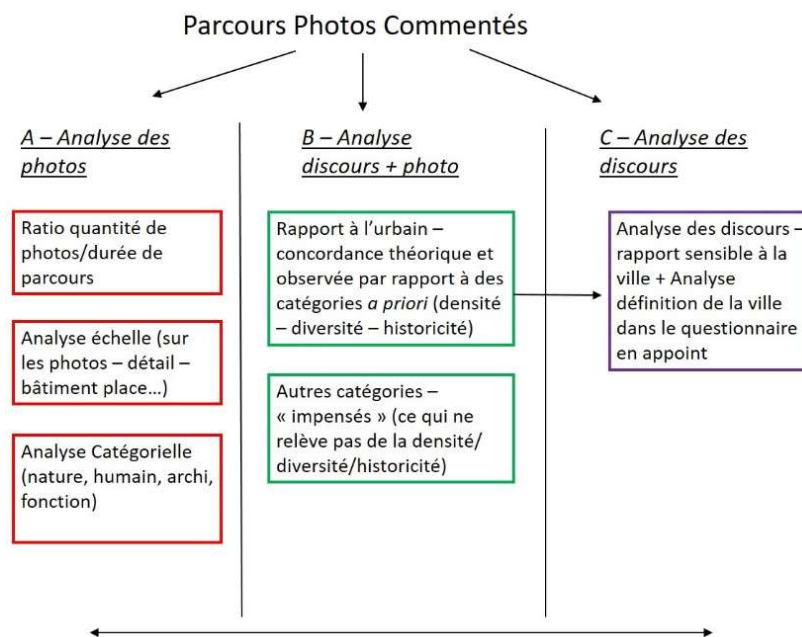 Parcours Photos Commentés
A – Analyse des
photos
Ratio quantité de
photos/durée de
parcours
Analyse échelle (sur
les photos – détail –
bâtiment place…)
Analyse Catégorielle
(nature, humain, archi,
fonction)
B – Analyse
discours + photo
Rapport à l’urbain –
concordance théorique et
observée par rapport à des
catégories a priori (densité
– diversité – historicité)
Autres catégories –
« impensés » (ce qui ne
relève pas de la densité/
diversité/historicité)
C – Analyse des
discours
Analyse des discours –
rapport sensible à la
ville + Analyse
définition de la ville
dans le questionnaire
en appoint